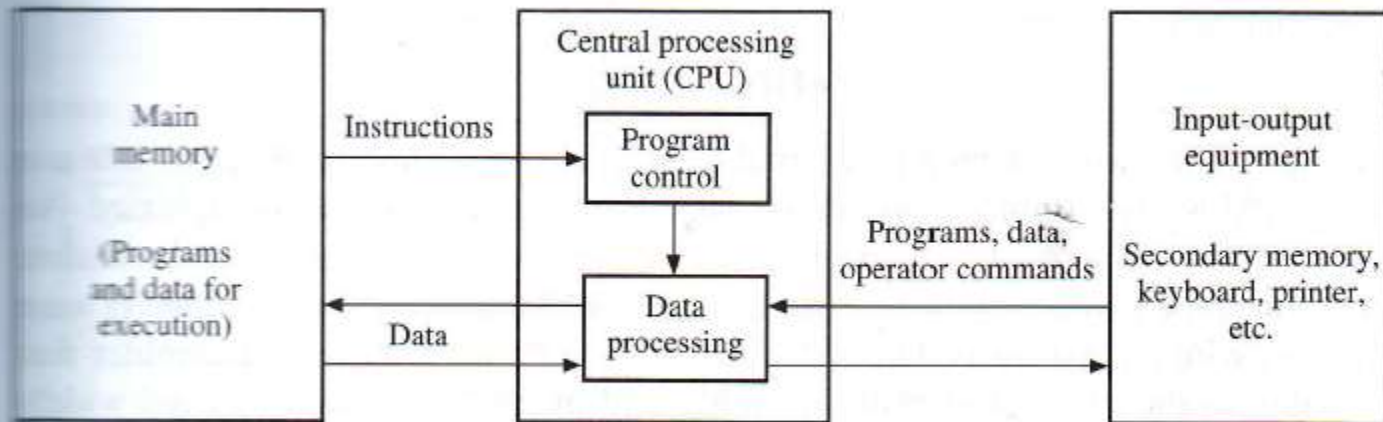 Main
memory
(Programs
and data for
execution)
Instructions
Data
Central processing
unit (CPU)
Program
control
Data
processing
Programs, data,
operator commands
Input-output
equipment
Secondary memory,
keyboard, printer,
etc.